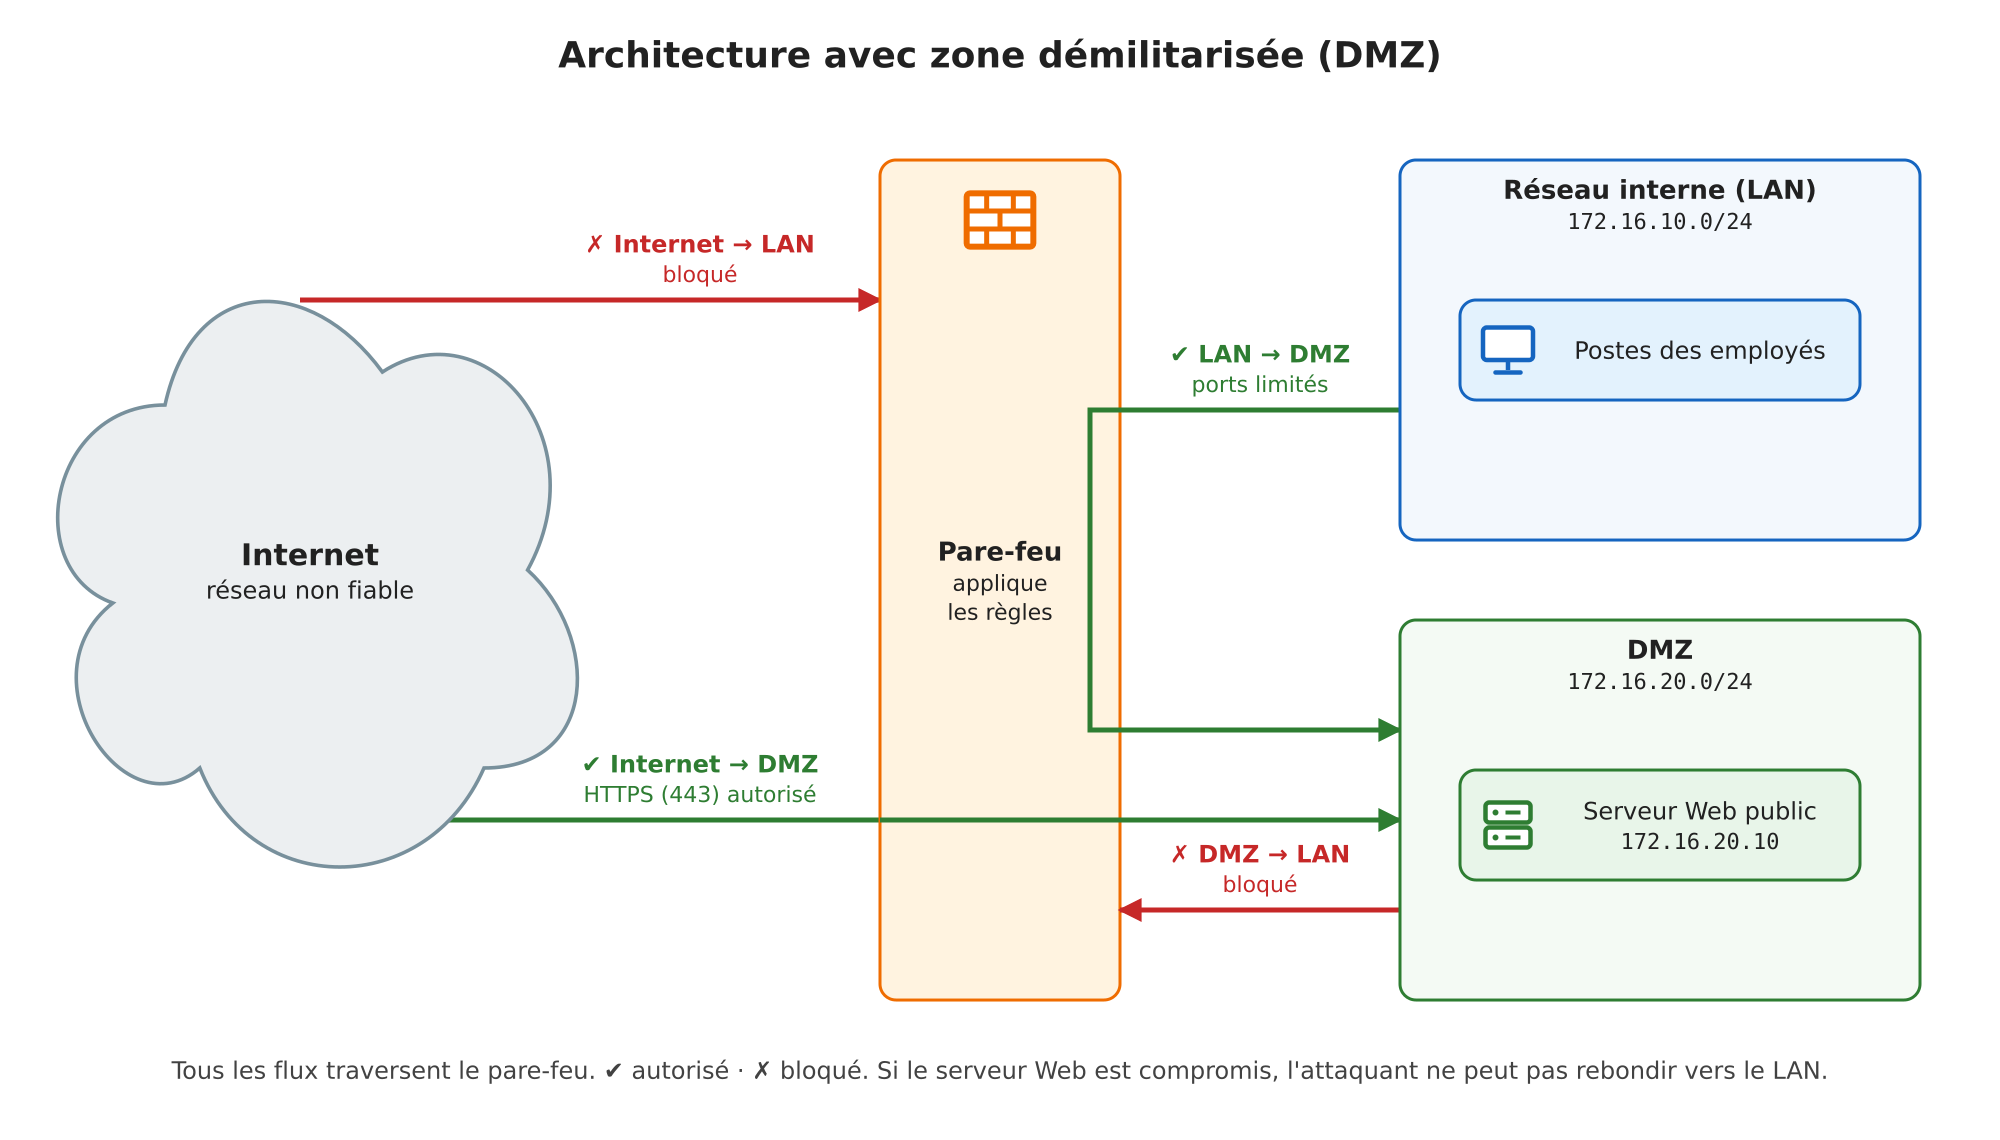 Architecture avec zone démilitarisée (DMZ)
✗ Internet → LAN
bloqué
Réseau interne (LAN)
172.16.10.0/24
Postes des employés
✔ LAN → DMZ
ports limités
Internet
réseau non fiable
Pare-feu
applique
les règles
DMZ
172.16.20.0/24
✔ Internet → DMZ
HTTPS (443) autorisé
Serveur Web public
172.16.20.10
✗ DMZ → LAN
bloqué
Tous les flux traversent le pare-feu. ✔ autorisé · ✗ bloqué. Si le serveur Web est compromis, l'attaquant ne peut pas rebondir vers le LAN.